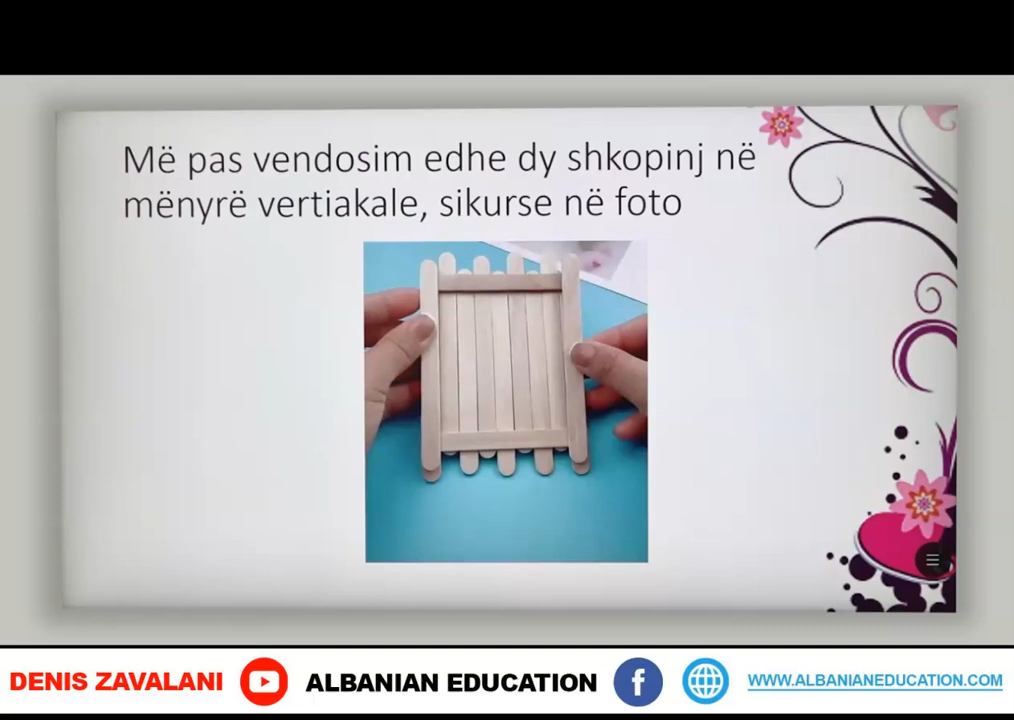 Më pas vendosim edhe dy shkopinj në
mënyrë vertiakale, sikurse në foto
DENIS ZAVALANI ALBANIAN EDUCATION WWW.ALBANIANEDUCATION.COM